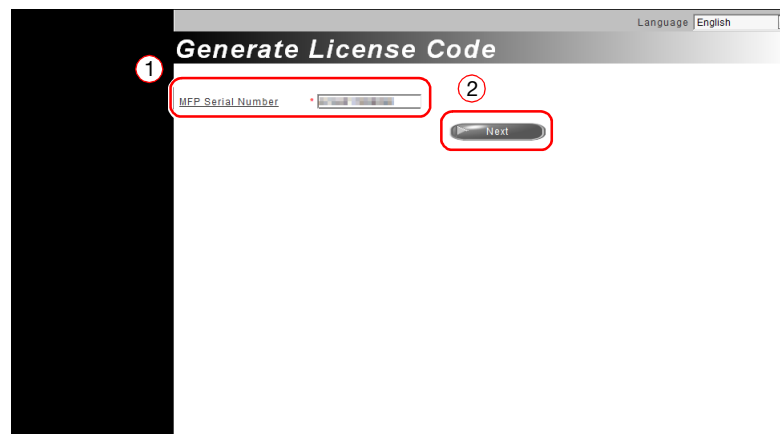 Language English
Generate License Code
1
MFP Serial Number *
2
Next